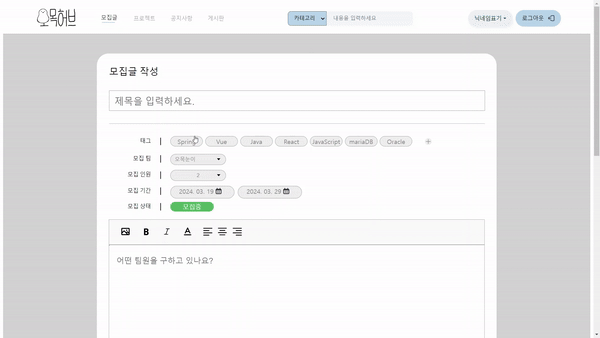 오목허브
모집글 프로젝트 공지사항 게시판
카테고리 내용을 입력하세요
닉네임표기
로그아웃
모집글 작성
제목을 입력하세요.
태그 Spring Vue Java React JavaScript mariaDB Oracle +
모집 팀 오목눈이
모집 인원 2
모집 기간 2024. 03. 19 2024. 03. 29
모집 상태 모집중
B I A
어떤 팀원을 구하고 있나요?